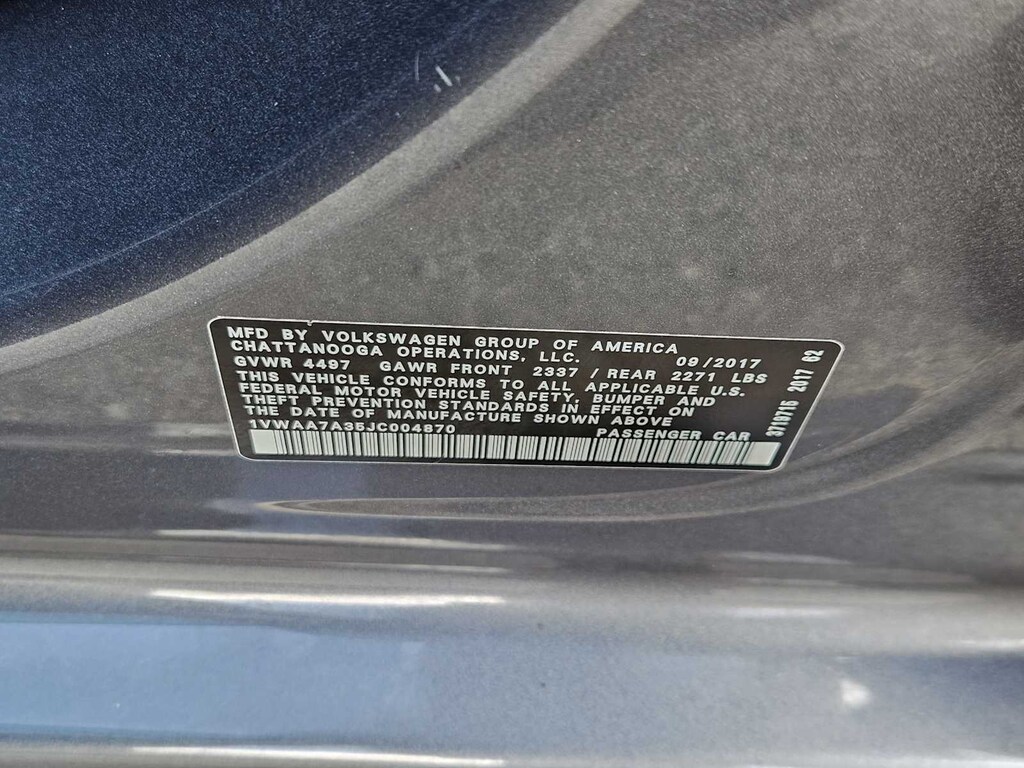 MFD BY VOLKSWAGEN GROUP OF AMERICA
CHATTANOOGA OPERATIONS, LLC. 09/2017
GVWR 4497 GAWR FRONT 2337 / REAR 2271 LBS
THIS VEHICLE CONFORMS TO ALL APPLICABLE U.S.
FEDERAL MOTOR VEHICLE SAFETY, BUMPER AND
THEFT PREVENTION STANDARDS IN EFFECT ON
THE DATE OF MANUFACTURE SHOWN ABOVE
1VWAA7A35JC004870 PASSENGER CAR
3719716 2017 62